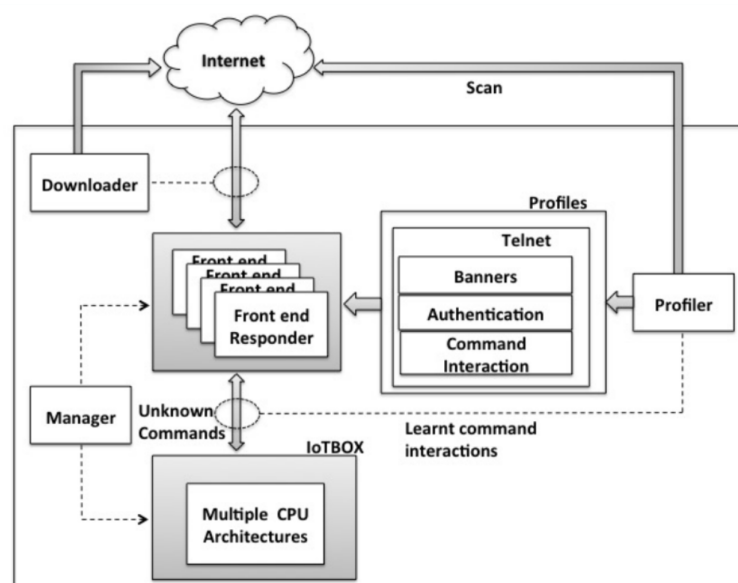 Internet
Scan
Downloader
Profiles
Telnet
Front end
Front end
Front end
Front end
Responder
Banners
Authentication
Command
Interaction
Profiler
Manager
Unknown
Commands
Learnt command
interactions
IoTBOX
Multiple CPU
Architectures